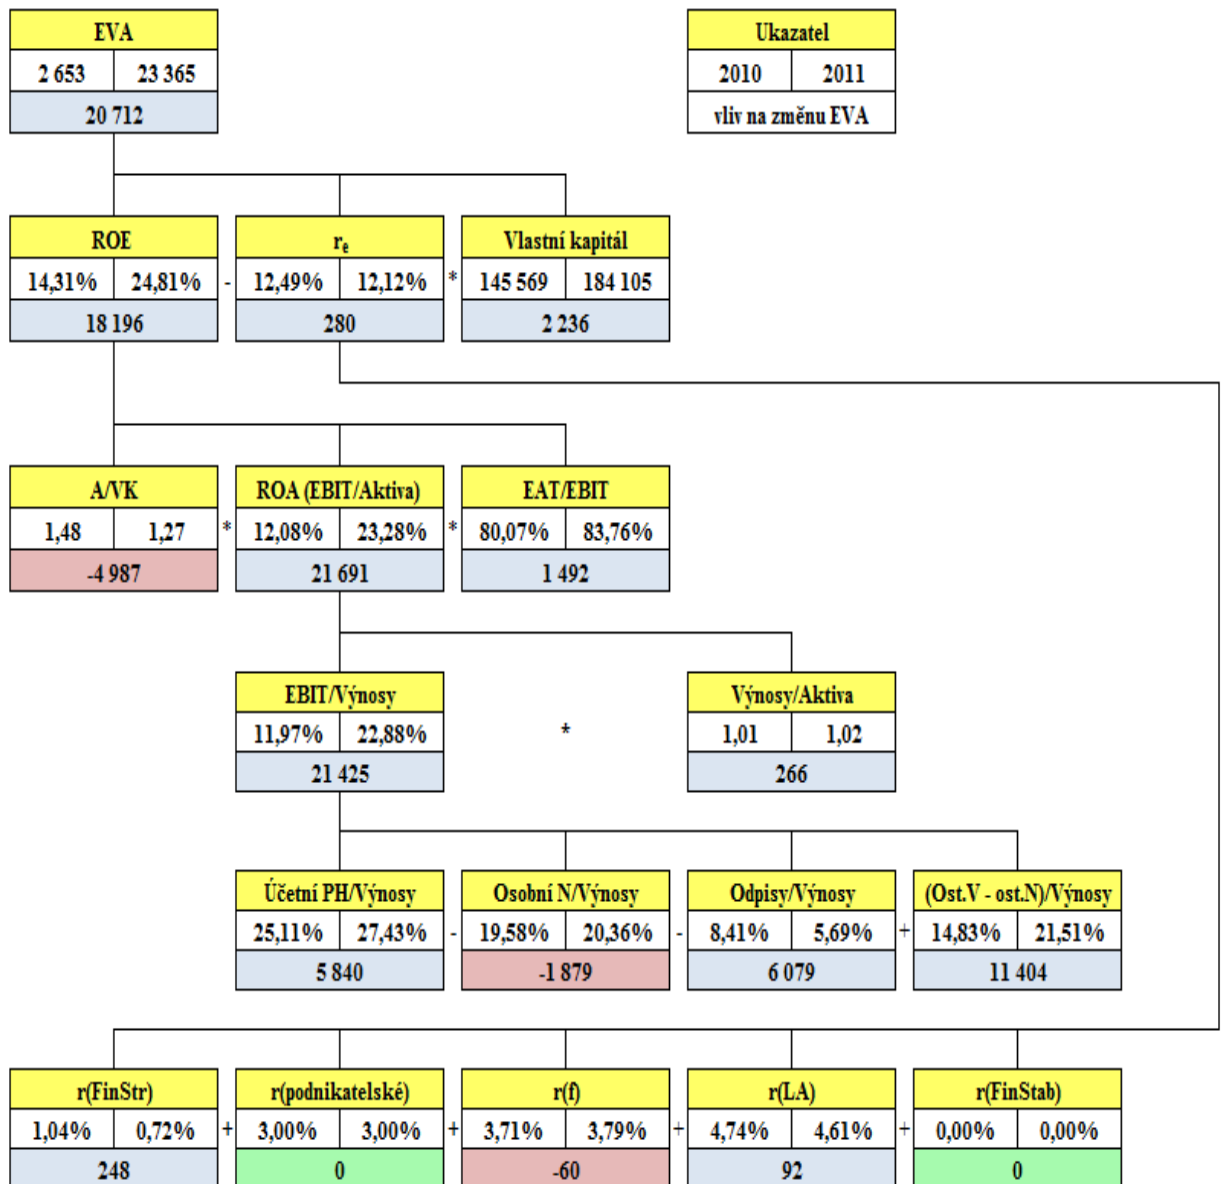 EVA
2 653 23 365
20 712
Ukazatel
2010 2011
vliv na změnu EVA
ROE
14,31% 24,81%
18 196
-
rₑ
12,49% 12,12%
280
*
Vlastní kapitál
145 569 184 105
2 236
A/VK
1,48 1,27
-4 987
*
ROA (EBIT/Aktiva)
12,08% 23,28%
21 691
*
EAT/EBIT
80,07% 83,76%
1 492
EBIT/Výnosy
11,97% 22,88%
21 425
*
Výnosy/Aktiva
1,01 1,02
266
Účetní PH/Výnosy
25,11% 27,43%
5 840
-
Osobní N/Výnosy
19,58% 20,36%
-1 879
-
Odpisy/Výnosy
8,41% 5,69%
6 079
+
(Ost.V - ost.N)/Výnosy
14,83% 21,51%
11 404
r(FinStr)
1,04% 0,72%
248
+
r(podnikatelské)
3,00% 3,00%
0
+
r(f)
3,71% 3,79%
-60
+
r(LA)
4,74% 4,61%
92
+
r(FinStab)
0,00% 0,00%
0